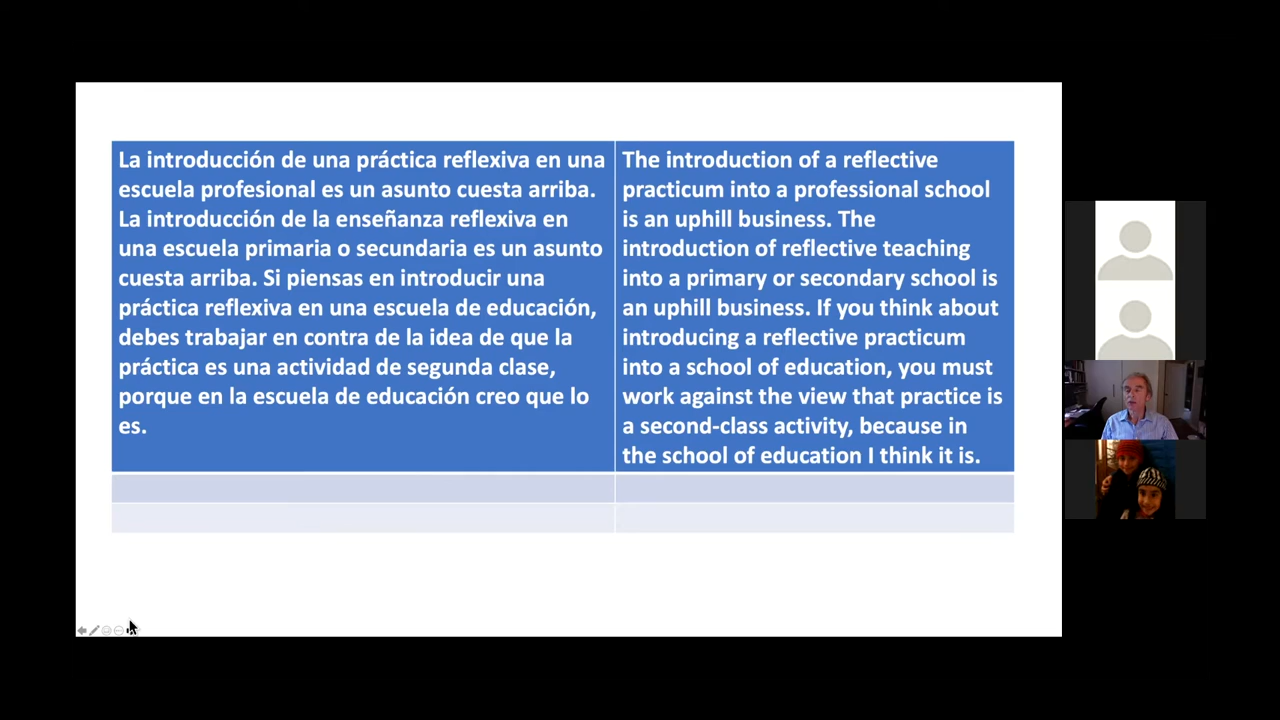 La introducción de una práctica reflexiva en una
escuela profesional es un asunto cuesta arriba.
La introducción de la enseñanza reflexiva en
una escuela primaria o secundaria es un asunto
cuesta arriba. Si piensas en introducir una
práctica reflexiva en una escuela de educación,
debes trabajar en contra de la idea de que la
práctica es una actividad de segunda clase,
porque en la escuela de educación creo que lo
es.
The introduction of a reflective
practicum into a professional school
is an uphill business. The
introduction of reflective teaching
into a primary or secondary school is
an uphill business. If you think about
introducing a reflective practicum
into a school of education, you must
work against the view that practice is
a second-class activity, because in
the school of education I think it is.